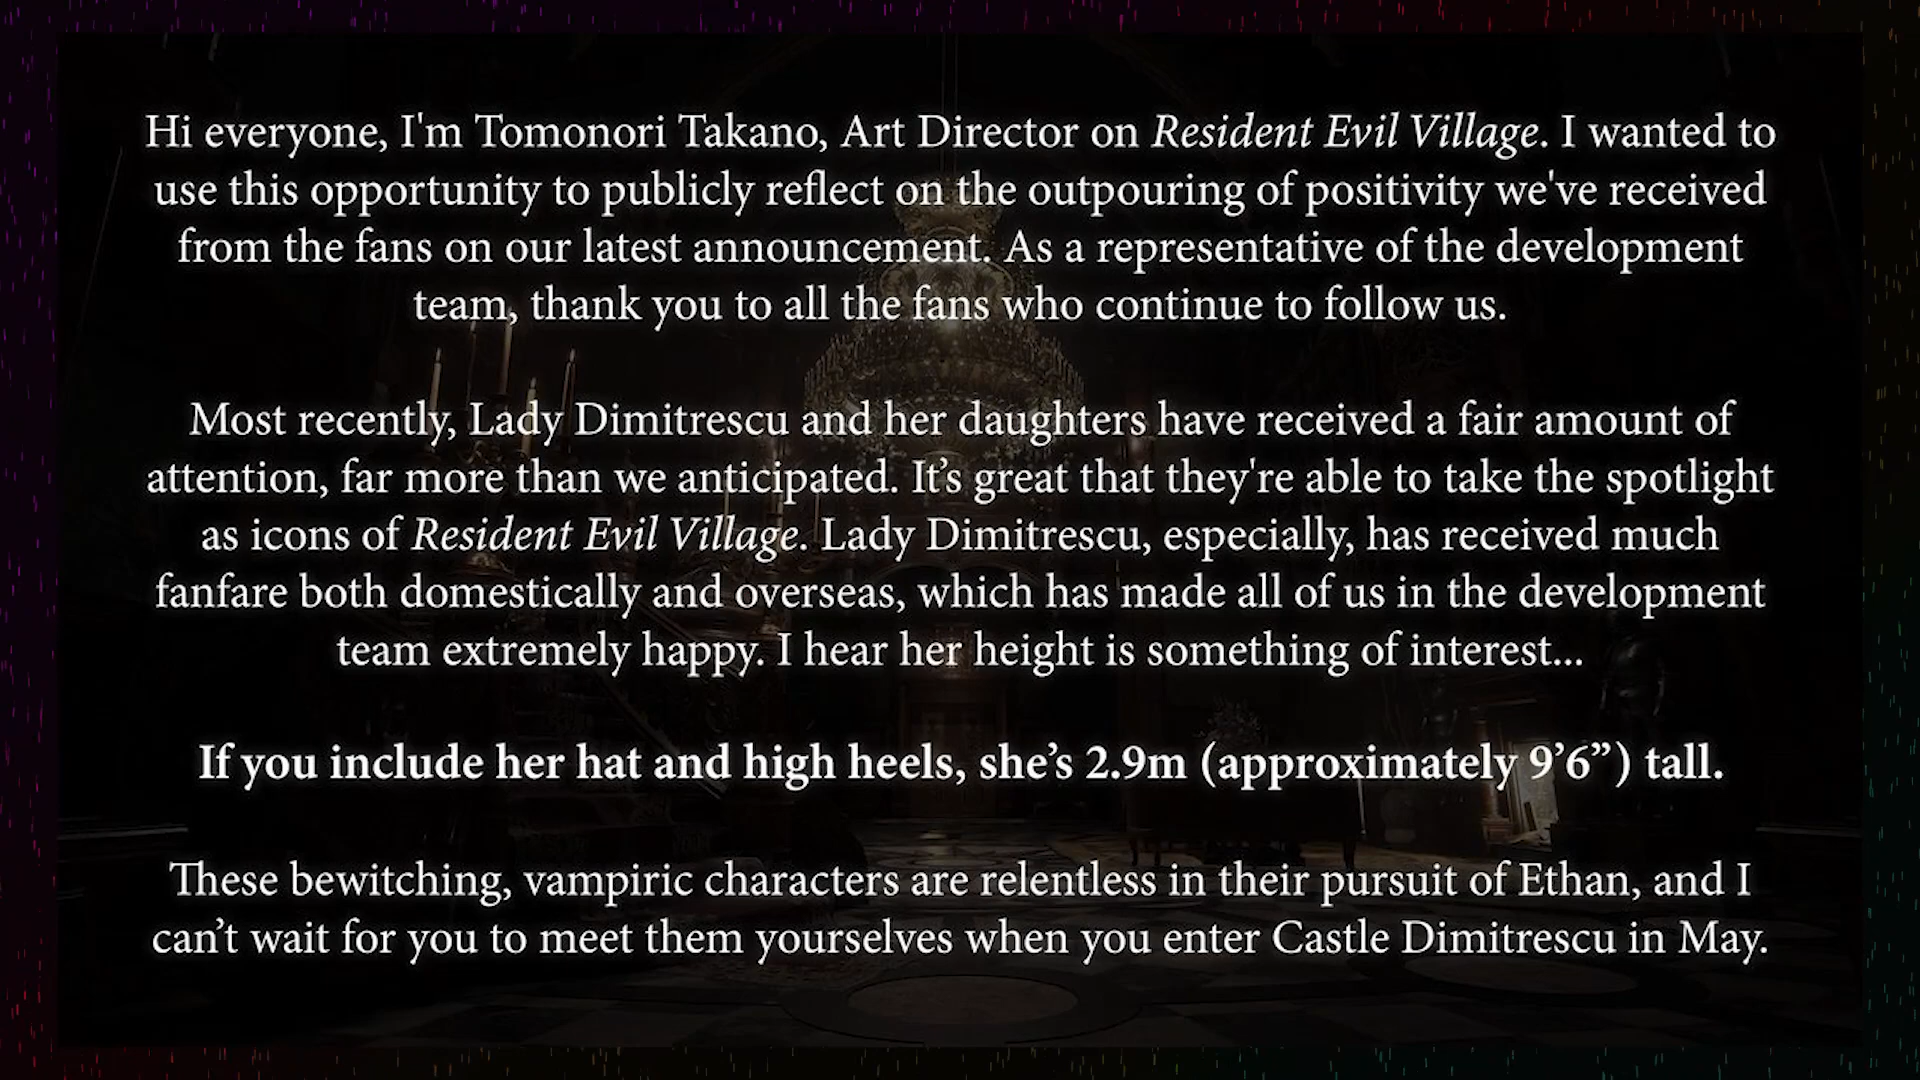 Hi everyone, I'm Tomonori Takano, Art Director on Resident Evil Village. I wanted to
use this opportunity to publicly reflect on the outpouring of positivity we've received
from the fans on our latest announcement. As a representative of the development
team, thank you to all the fans who continue to follow us.
Most recently, Lady Dimitrescu and her daughters have received a fair amount of
attention, far more than we anticipated. It’s great that they're able to take the spotlight
as icons of Resident Evil Village. Lady Dimitrescu, especially, has received much
fanfare both domestically and overseas, which has made all of us in the development
team extremely happy. I hear her height is something of interest...
If you include her hat and high heels, she’s 2.9m (approximately 9’6”) tall.
These bewitching, vampiric characters are relentless in their pursuit of Ethan, and I
can’t wait for you to meet them yourselves when you enter Castle Dimitrescu in May.